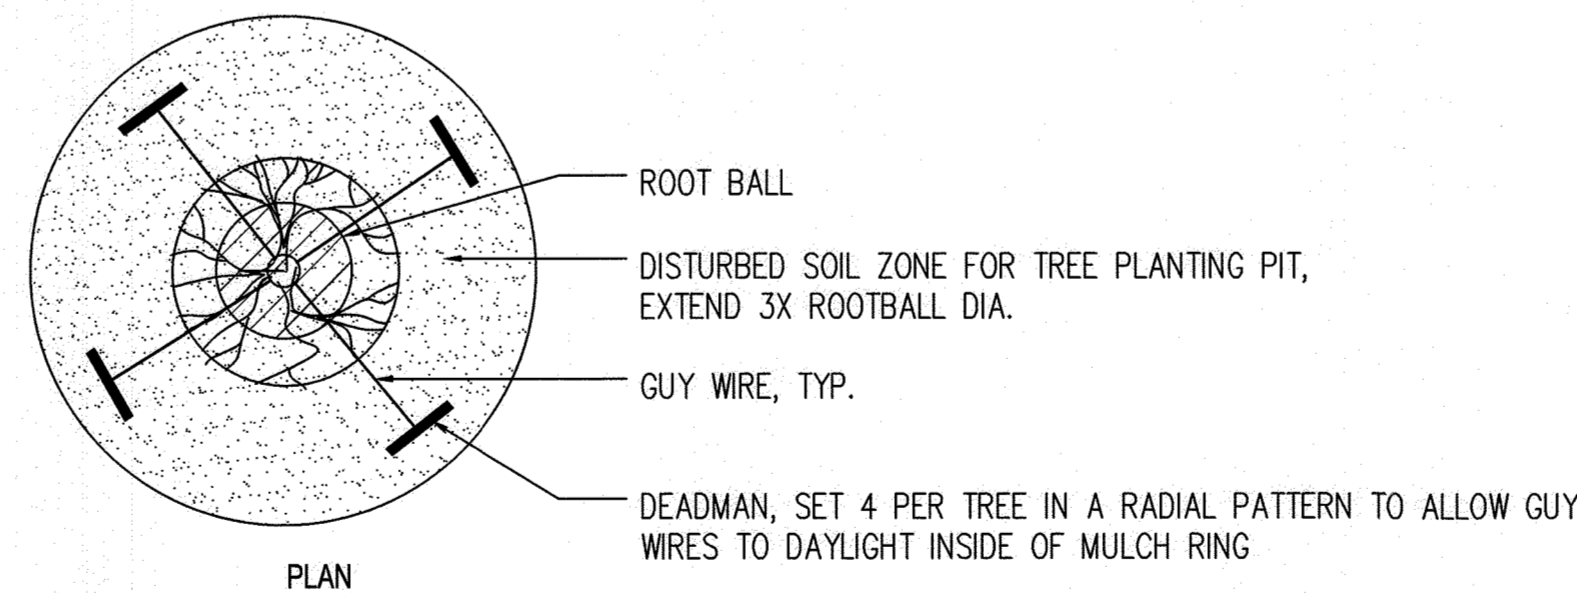 ROOT BALL
DISTURBED SOIL ZONE FOR TREE PLANTING PIT,
EXTEND 3X ROOTBALL DIA.
GUY WIRE, TYP.
DEADMAN, SET 4 PER TREE IN A RADIAL PATTERN TO ALLOW GUY
WIRES TO DAYLIGHT INSIDE OF MULCH RING
PLAN